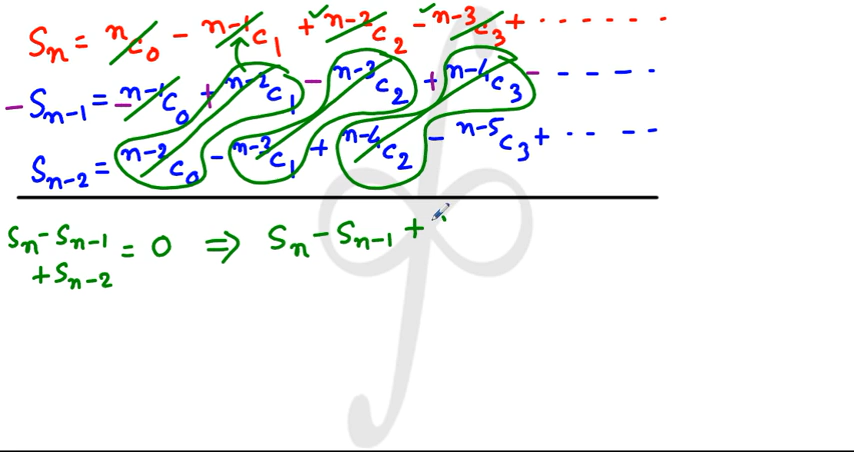 Sₙ = ⁿC₀ - ⁿ⁻¹C₁ + ⁿ⁻²C₂ - ⁿ⁻³C₃ + .......
- Sₙ₋₁ = - ⁿ⁻¹C₀ + ⁿ⁻²C₁ - ⁿ⁻³C₂ + ⁿ⁻⁴C₃ - - - - -
Sₙ₋₂ = ⁿ⁻²C₀ - ⁿ⁻³C₁ + ⁿ⁻⁴C₂ - ⁿ⁻⁵C₃ + .. - -
Sₙ - Sₙ₋₁ + Sₙ₋₂ = 0 ⇒ Sₙ - Sₙ₋₁ +